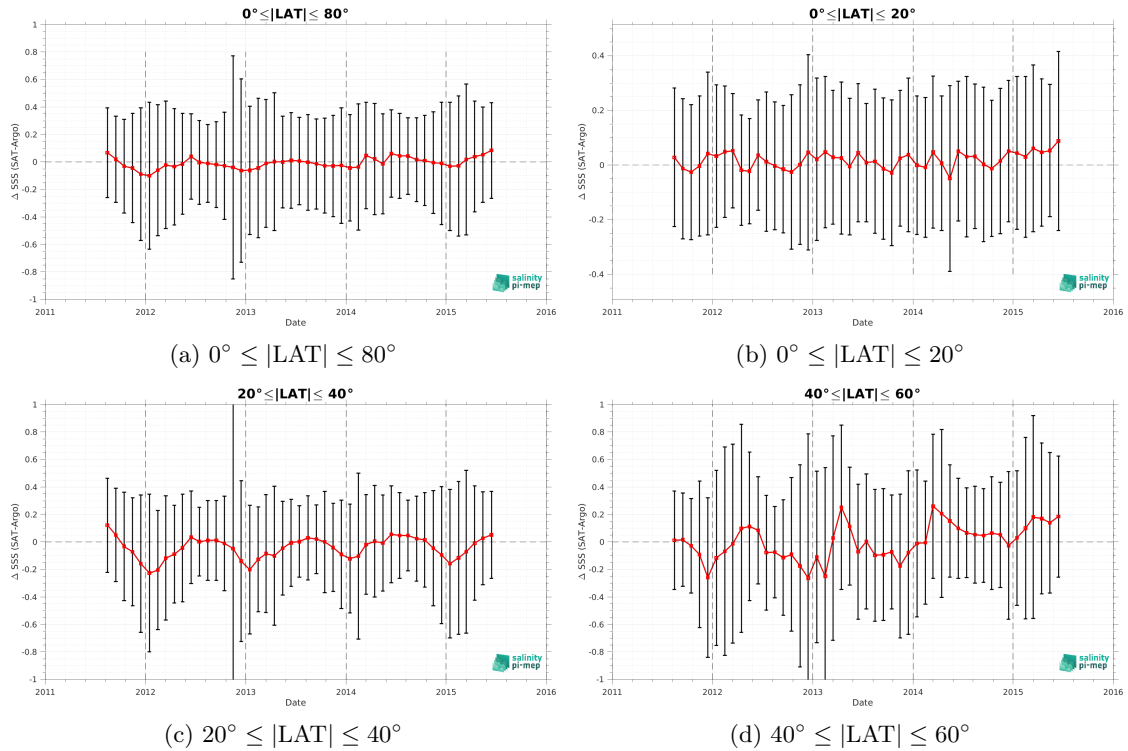 0°≤|LAT|≤ 80°
Δ SSS (SAT-Argo)
1
0.8
0.6
0.4
0.2
0
-0.2
-0.4
-0.6
-0.8
-1
salinity
pi-mep
2011 2012 2013 2014 2015 2016
Date
(a) 0° ≤ |LAT| ≤ 80°
0°≤|LAT|≤ 20°
Δ SSS (SAT-Argo)
0.4
0.2
0
-0.2
-0.4
salinity
pi-mep
2011 2012 2013 2014 2015 2016
Date
(b) 0° ≤ |LAT| ≤ 20°
20°≤|LAT|≤ 40°
Δ SSS (SAT-Argo)
1
0.8
0.6
0.4
0.2
0
-0.2
-0.4
-0.6
-0.8
-1
salinity
pi-mep
2011 2012 2013 2014 2015 2016
Date
(c) 20° ≤ |LAT| ≤ 40°
40°≤|LAT|≤ 60°
Δ SSS (SAT-Argo)
1
0.8
0.6
0.4
0.2
0
-0.2
-0.4
-0.6
-0.8
-1
salinity
pi-mep
2011 2012 2013 2014 2015 2016
Date
(d) 40° ≤ |LAT| ≤ 60°